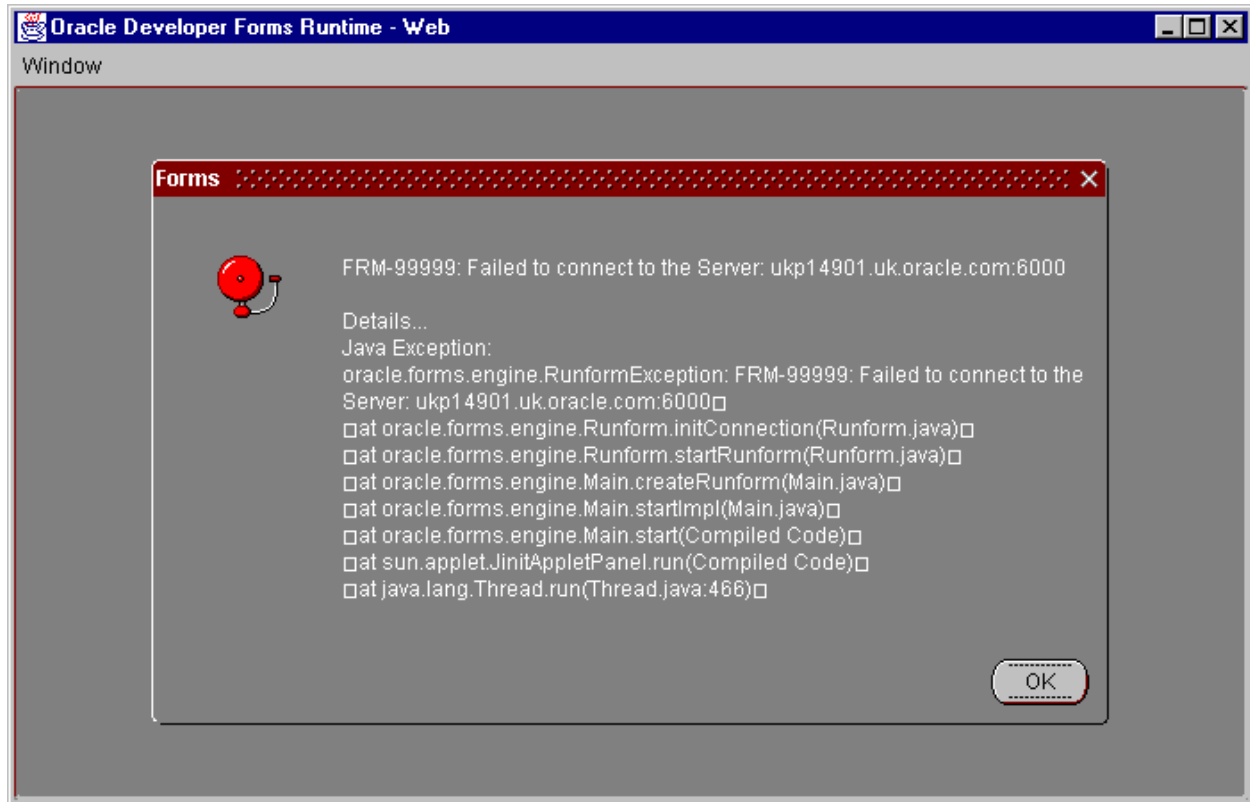 Oracle Developer Forms Runtime - Web
Window
Forms
FRM-99999: Failed to connect to the Server: ukp14901.uk.oracle.com:6000
Details...
Java Exception:
oracle.forms.engine.RunformException: FRM-99999: Failed to connect to the
Server: ukp14901.uk.oracle.com:6000□
□at oracle.forms.engine.Runform.initConnection(Runform.java)□
□at oracle.forms.engine.Runform.startRunform(Runform.java)□
□at oracle.forms.engine.Main.createRunform(Main.java)□
□at oracle.forms.engine.Main.startImpl(Main.java)□
□at oracle.forms.engine.Main.start(Compiled Code)□
□at sun.applet.JinitAppletPanel.run(Compiled Code)□
□at java.lang.Thread.run(Thread.java:466)□
OK